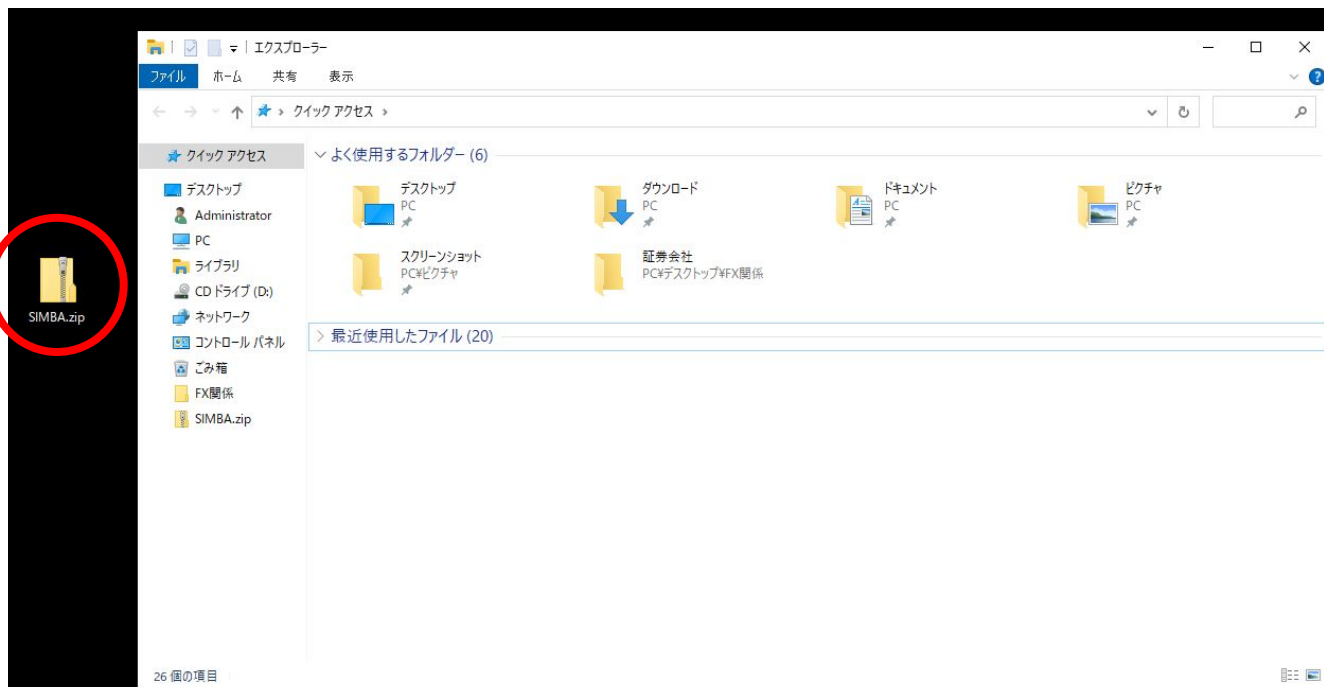 エクスプローラー
ファイル ホーム 共有 表示
クイック アクセス
クイック アクセス
デスクトップ
Administrator
PC
ライブラリ
CD ドライブ (D:)
ネットワーク
コントロール パネル
ごみ箱
FX関係
SIMBA.zip
よく使用するフォルダー (6)
デスクトップ
PC
ダウンロード
PC
ドキュメント
PC
ピクチャ
PC
スクリーンショット
PC¥ピクチャ
証券会社
PC¥デスクトップ¥FX関係
最近使用したファイル (20)
SIMBA.zip
26 個の項目